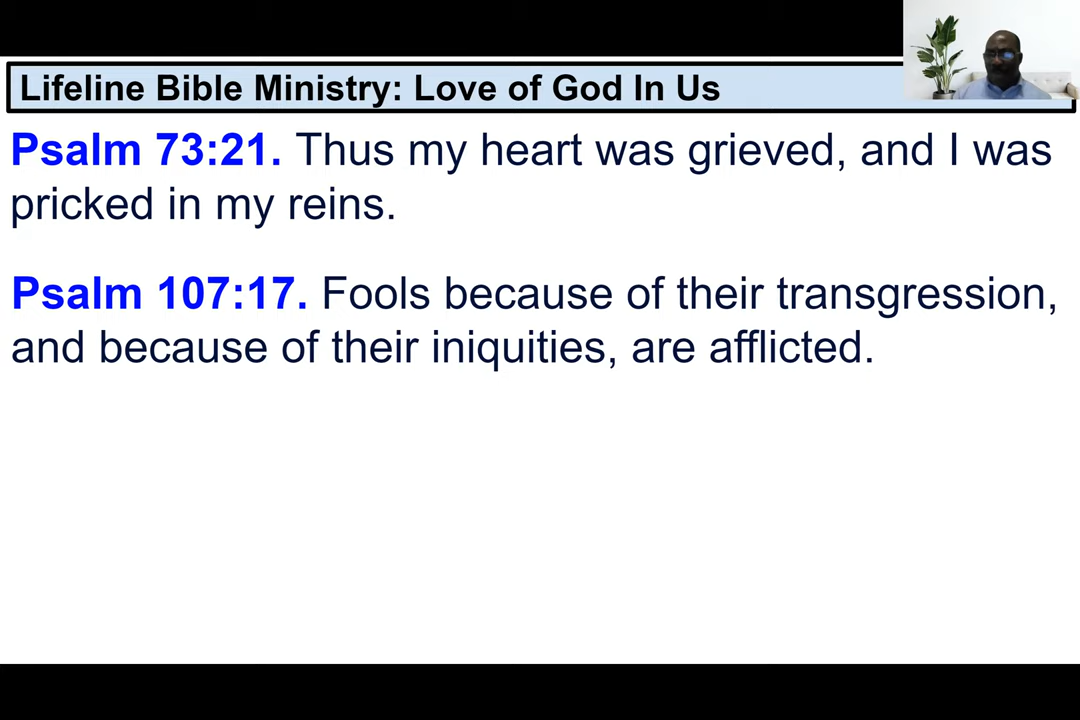 Lifeline Bible Ministry: Love of God In Us
Psalm 73:21. Thus my heart was grieved, and I was
pricked in my reins.
Psalm 107:17. Fools because of their transgression,
and because of their iniquities, are afflicted.